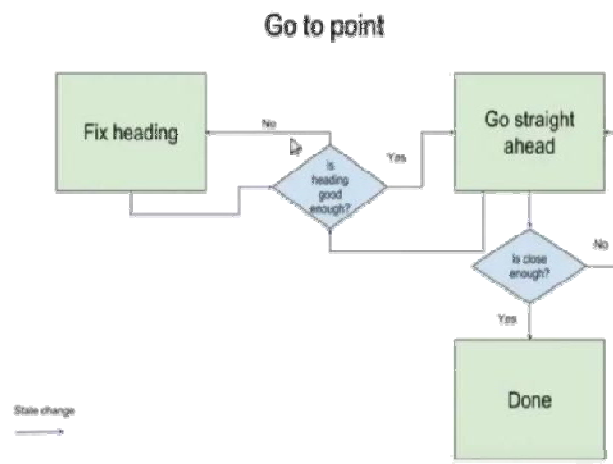 Go to point
Fix heading
No
Is
heading
good
enough?
Yes
Go straight
ahead
Is close
enough?
No
Yes
Done
State change